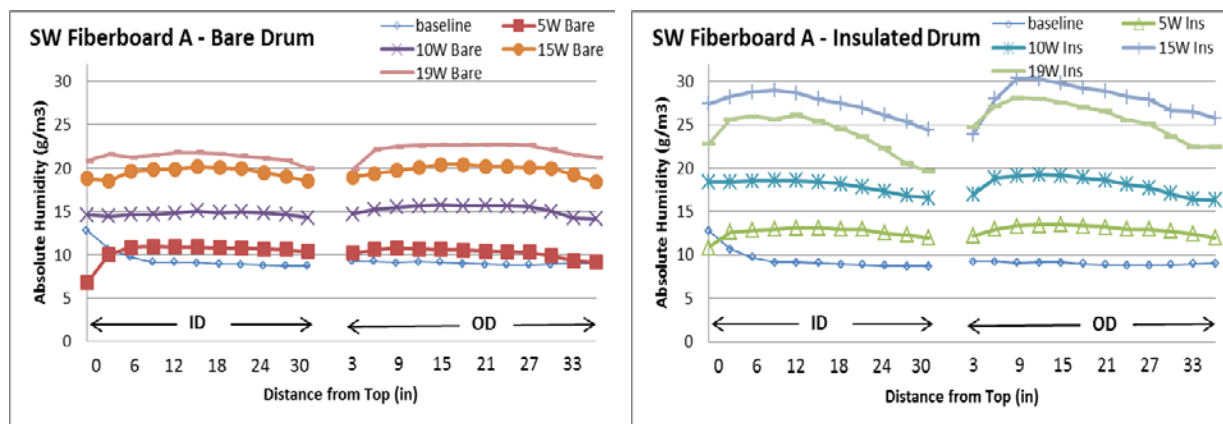 SW Fiberboard A - Bare Drum
baseline
5W Bare
10W Bare
15W Bare
19W Bare
Absolute Humidity (g/m3)
30
25
20
15
10
5
0
ID
OD
0 6 12 18 24 30 3 9 15 21 27 33
Distance from Top (in)
SW Fiberboard A - Insulated Drum
baseline
5W Ins
10W Ins
15W Ins
19W Ins
Absolute Humidity (g/m3)
30
25
20
15
10
5
0
ID
OD
0 6 12 18 24 30 3 9 15 21 27 33
Distance from Top (in)